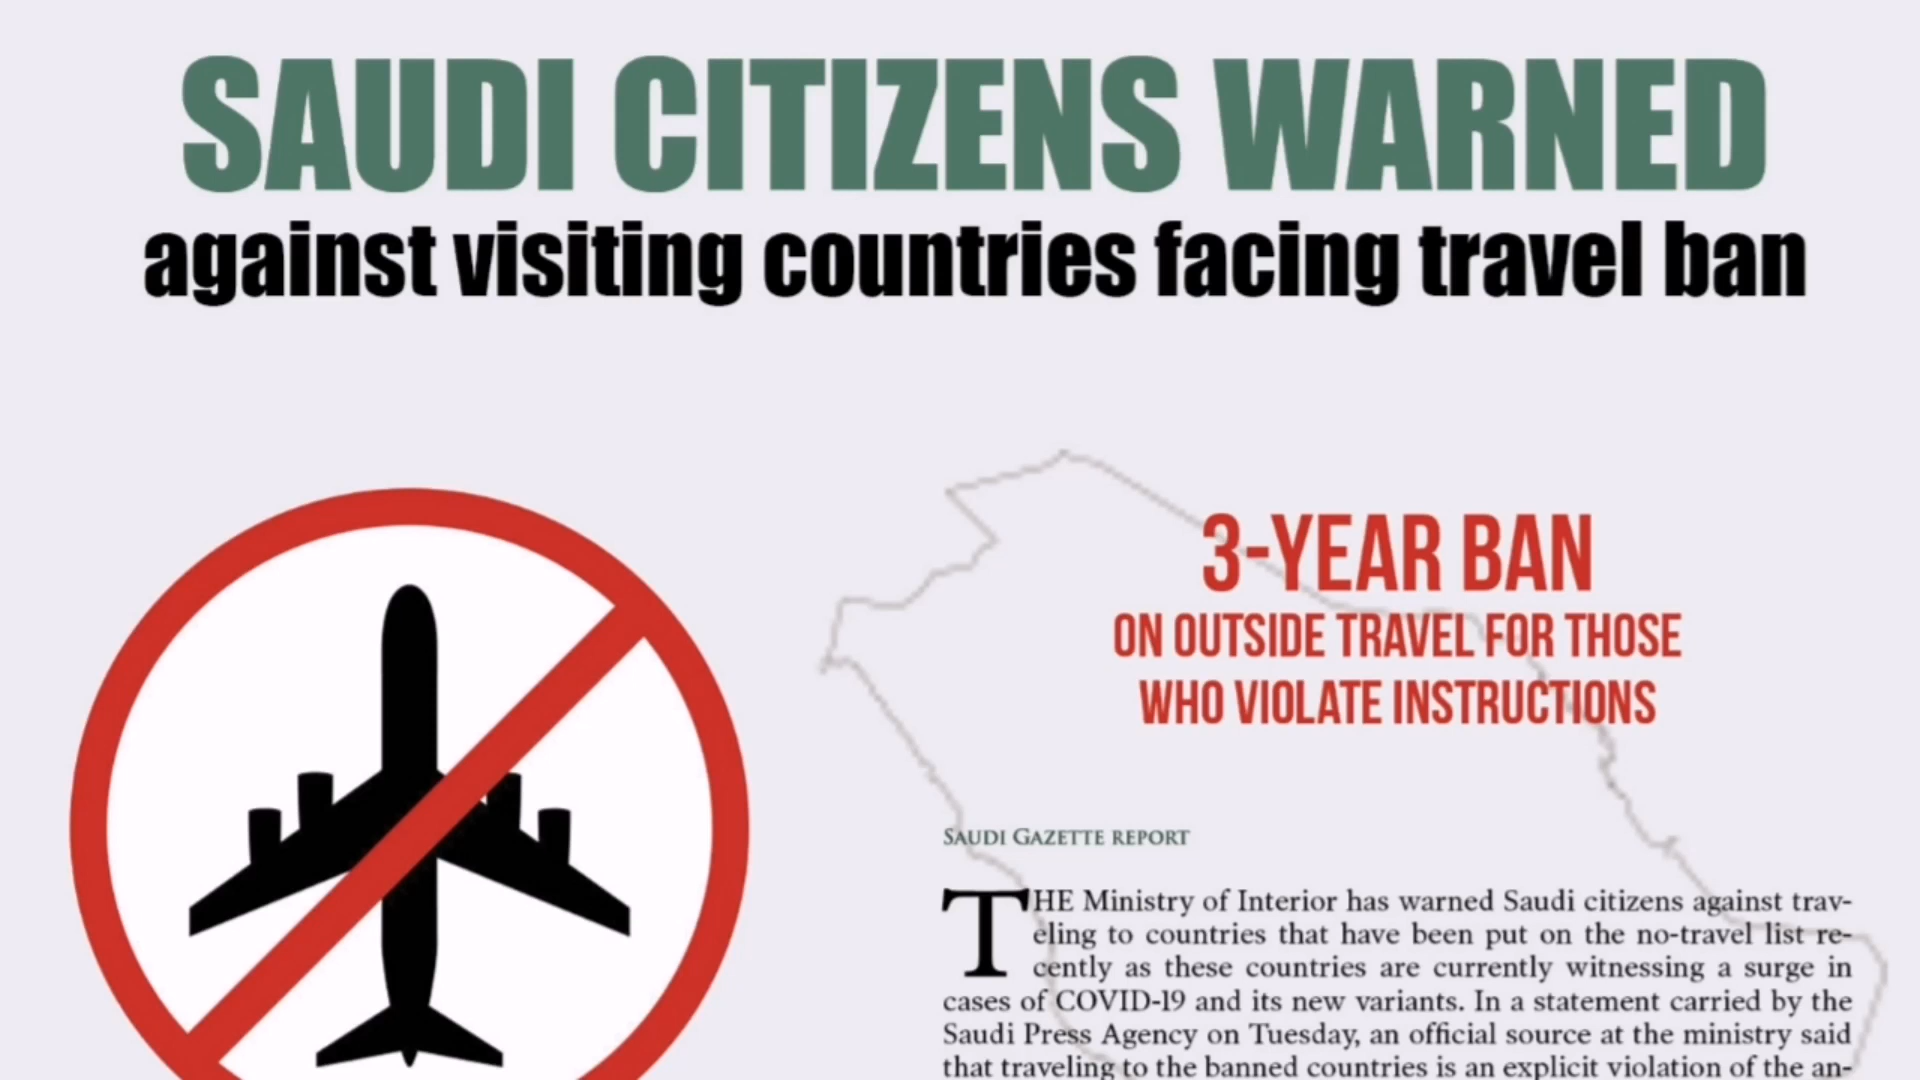 SAUDI CITIZENS WARNED
against visiting countries facing travel ban
3-YEAR BAN
ON OUTSIDE TRAVEL FOR THOSE
WHO VIOLATE INSTRUCTIONS
SAUDI GAZETTE REPORT
THE Ministry of Interior has warned Saudi citizens against trav-
eling to countries that have been put on the no-travel list re-
cently as these countries are currently witnessing a surge in
cases of COVID-19 and its new variants. In a statement carried by the
Saudi Press Agency on Tuesday, an official source at the ministry said
that traveling to the banned countries is an explicit violation of the an-